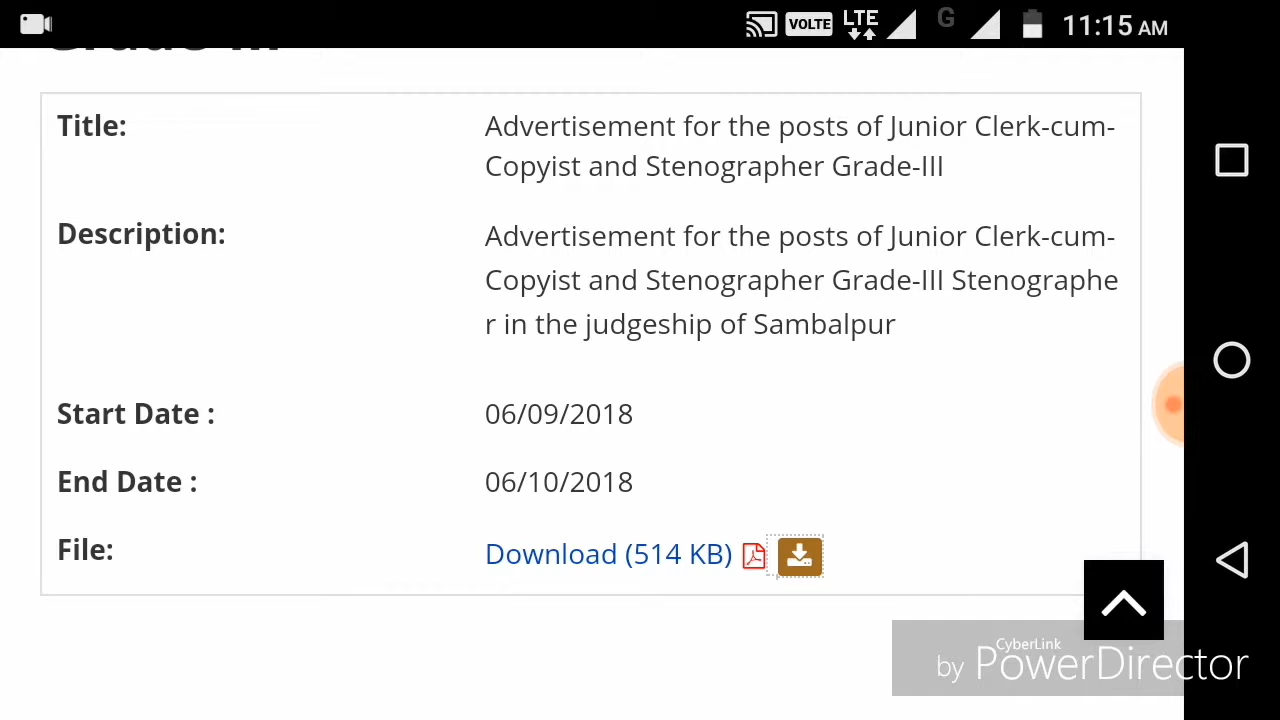 VOLTE LTE G 11:15 AM
Title: Advertisement for the posts of Junior Clerk-cum-
Copyist and Stenographer Grade-III
Description: Advertisement for the posts of Junior Clerk-cum-
Copyist and Stenographer Grade-III Stenographe
r in the judgeship of Sambalpur
Start Date : 06/09/2018
End Date : 06/10/2018
File: Download (514 KB)
CyberLink
by PowerDirector